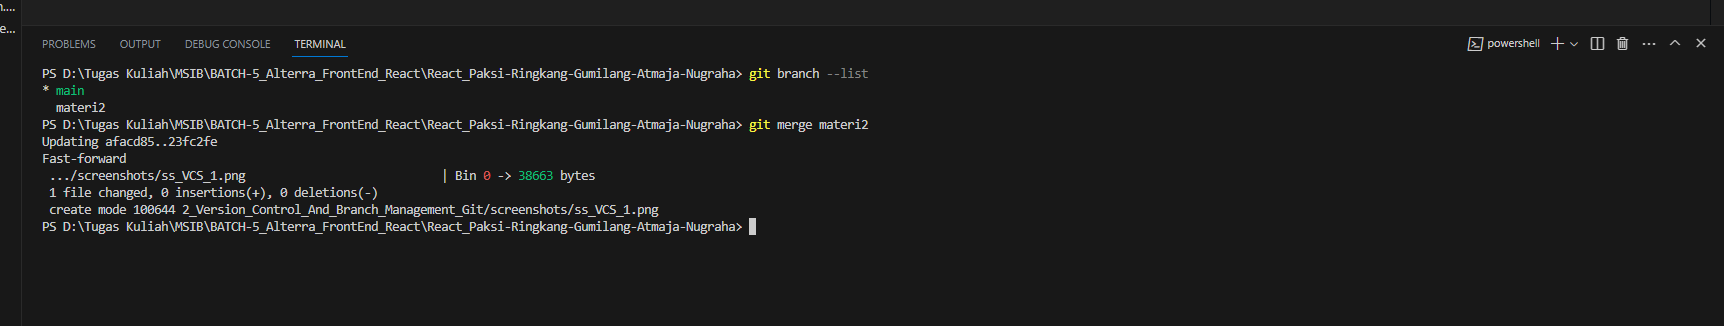 n....
e...
PROBLEMS OUTPUT DEBUG CONSOLE TERMINAL powershell
PS D:\Tugas Kuliah\MSIB\BATCH-5_Alterra_FrontEnd_React\React_Paksi-Ringkang-Gumilang-Atmaja-Nugraha> git branch --list
* main
  materi2
PS D:\Tugas Kuliah\MSIB\BATCH-5_Alterra_FrontEnd_React\React_Paksi-Ringkang-Gumilang-Atmaja-Nugraha> git merge materi2
Updating afacd85..23fc2fe
Fast-forward
 .../screenshots/ss_VCS_1.png                          | Bin 0 -> 38663 bytes
 1 file changed, 0 insertions(+), 0 deletions(-)
 create mode 100644 2_Version_Control_And_Branch_Management_Git/screenshots/ss_VCS_1.png
PS D:\Tugas Kuliah\MSIB\BATCH-5_Alterra_FrontEnd_React\React_Paksi-Ringkang-Gumilang-Atmaja-Nugraha>